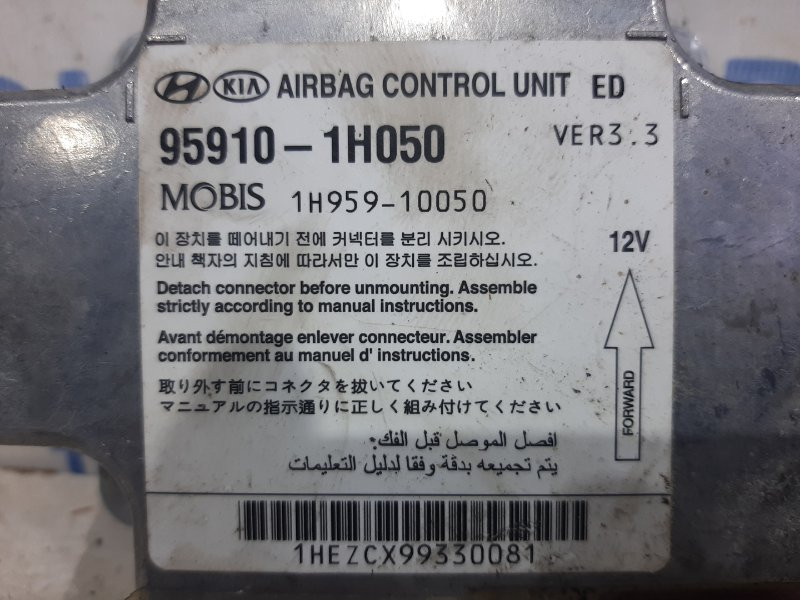 KIA AIRBAG CONTROL UNIT ED
95910-1H050 VER3.3
MOBIS 1H959-10050
이 장치를 떼어내기 전에 커넥터를 분리 시키시오.
안내 책자의 지침에 따라서만 이 장치를 조립하십시오.
12V
Detach connector before unmounting. Assemble
strictly according to manual instructions.
Avant démontage enlever connecteur. Assembler
conformement au manuel d' instructions.
FORWARD
取り外す前にコネクタを抜いてください
マニュアルの指示通りに正しく組み付けてください
افصل الموصل قبل الفك:
يتم تجميعه بدقة وفقا لدليل التعليمات
1HEZCX99330081